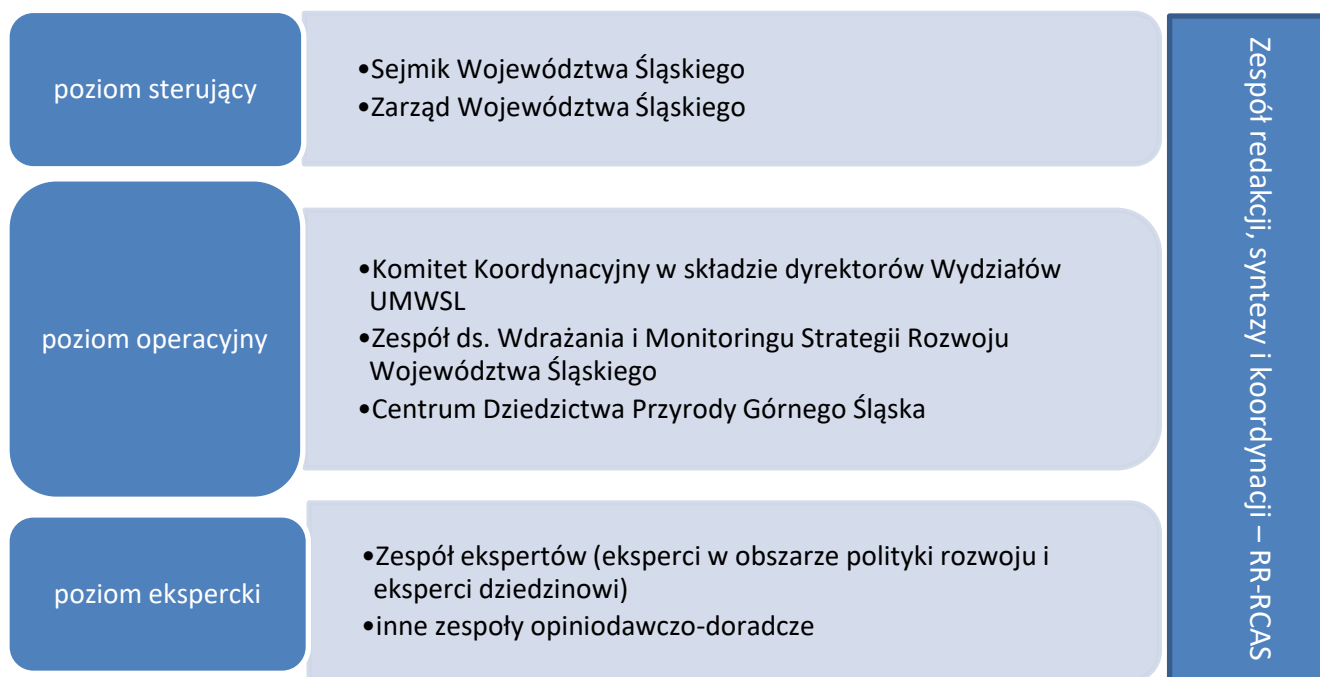 poziom sterujący
•Sejmik Województwa Śląskiego
•Zarząd Województwa Śląskiego
poziom operacyjny
•Komitet Koordynacyjny w składzie dyrektorów Wydziałów
UMWSL
•Zespół ds. Wdrażania i Monitoringu Strategii Rozwoju
Województwa Śląskiego
•Centrum Dziedzictwa Przyrody Górnego Śląska
poziom ekspercki
•Zespół ekspertów (eksperci w obszarze polityki rozwoju i
eksperci dziedzinowi)
•inne zespoły opiniodawczo-doradcze
Zespół redakcji, syntezy i koordynacji – RR-RCAS